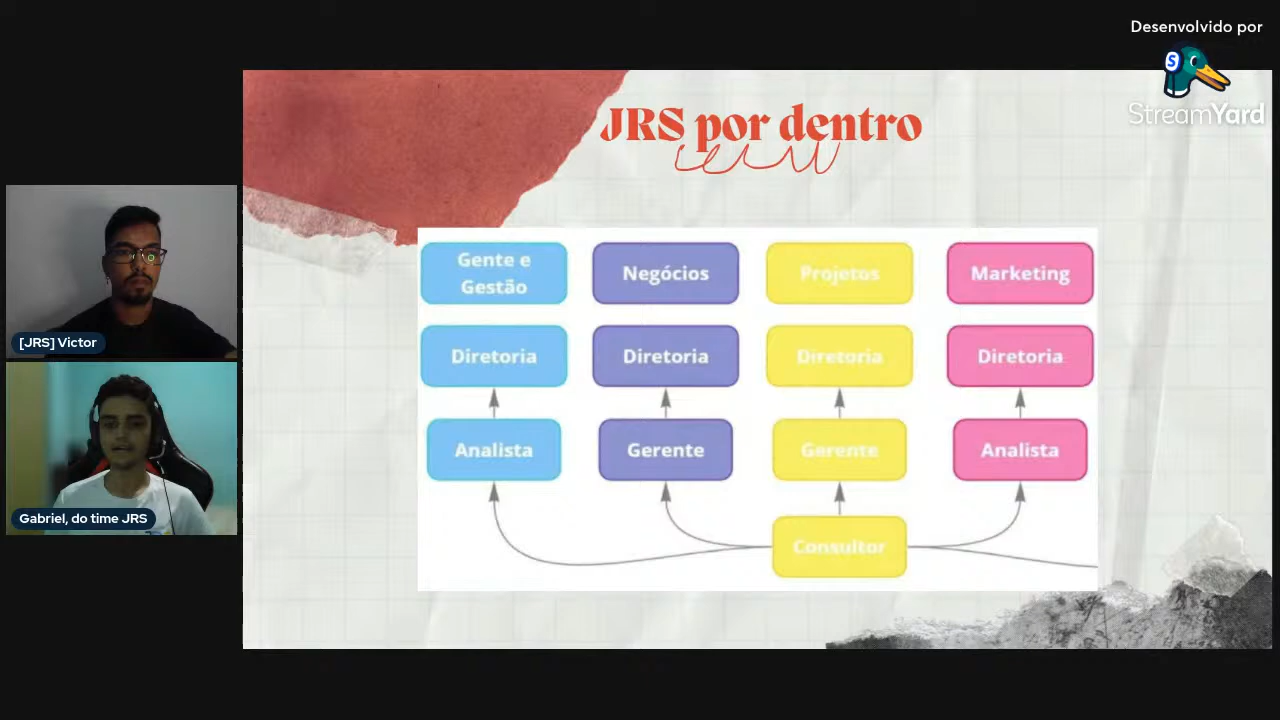 Desenvolvido por
StreamYard
JRS por dentro
Gente e
Gestão
Negócios
Projetos
Marketing
Diretoria
Diretoria
Diretoria
Diretoria
Analista
Gerente
Gerente
Analista
Consultor
[JRS] Victor
Gabriel, do time JRS